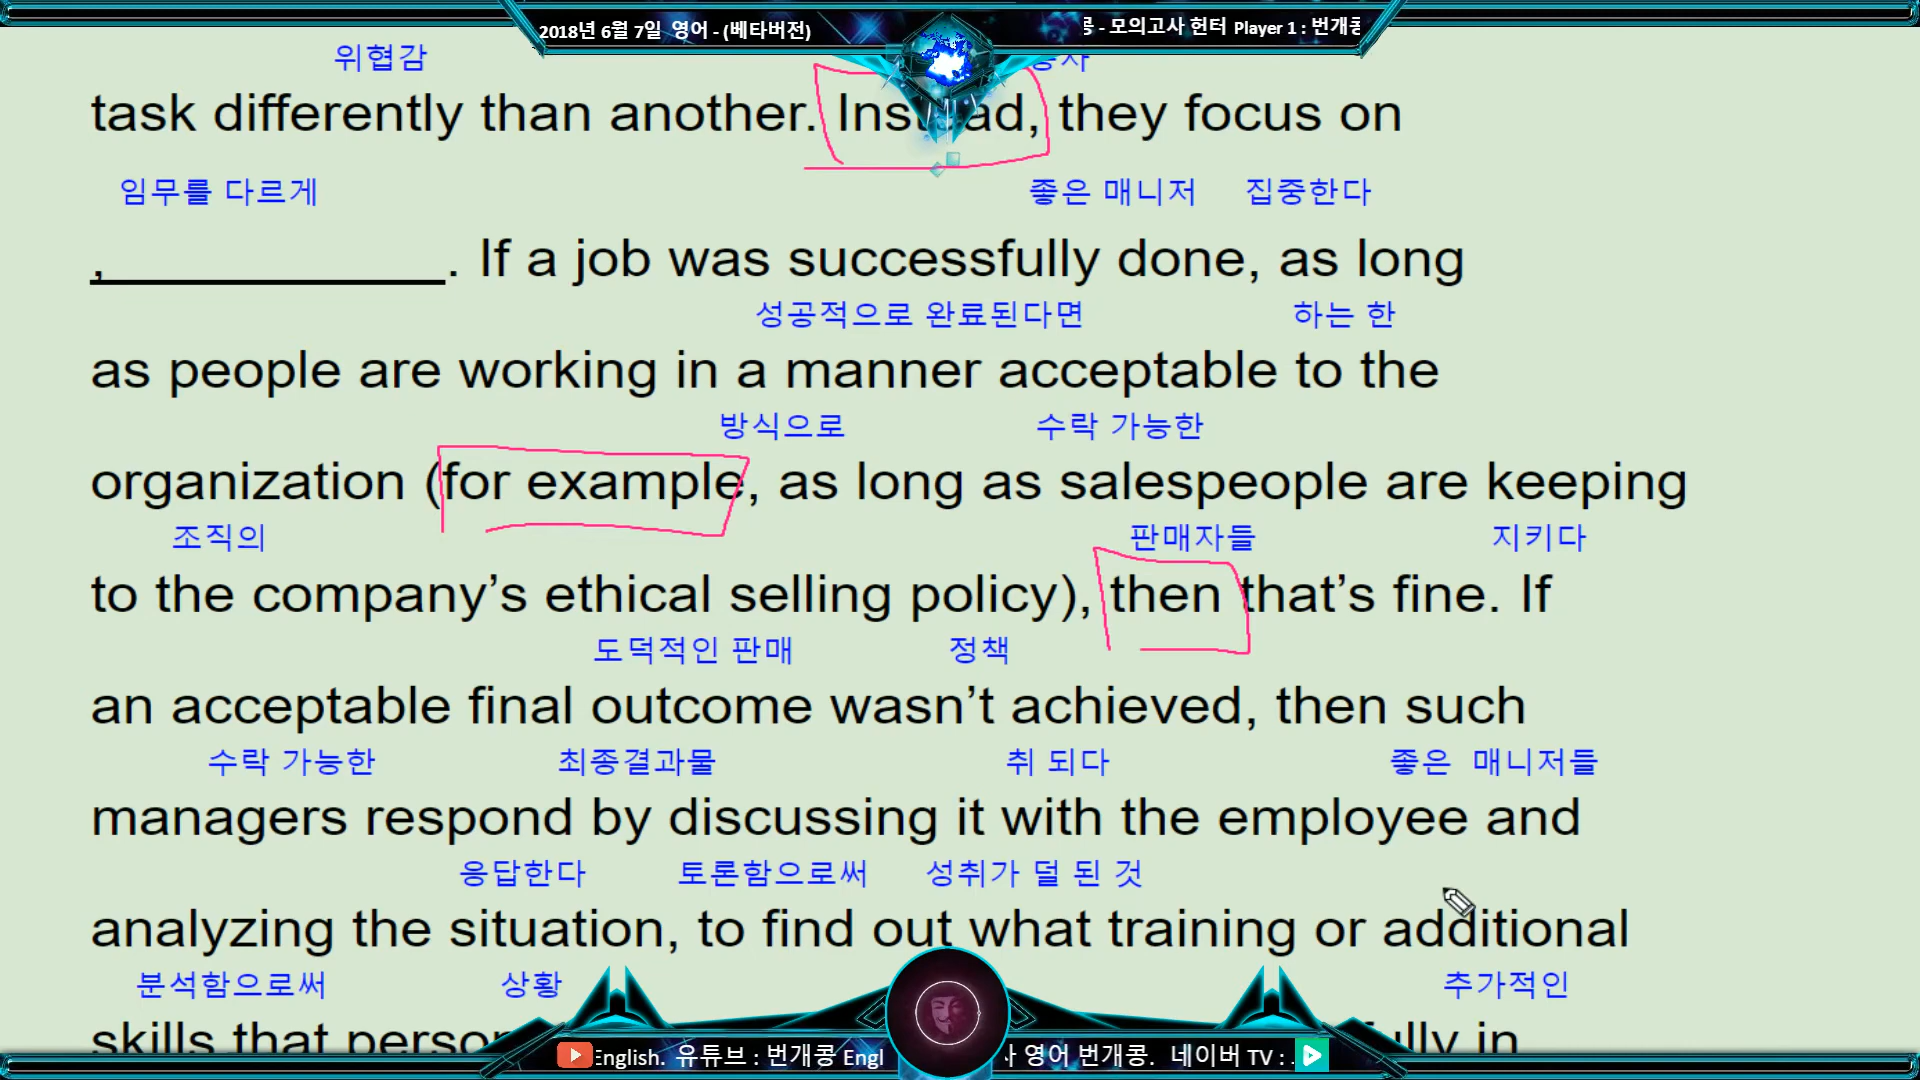 2018년 6월 7일 영어 - (베타버전)
- 모의고사 헌터 Player 1 : 번개콩
위협감
task differently than another. Instead, they focus on
임무를 다르게 좋은 매니저 집중한다
,____________. If a job was successfully done, as long
성공적으로 완료된다면 하는 한
as people are working in a manner acceptable to the
방식으로 수락 가능한
organization (for example, as long as salespeople are keeping
조직의 판매자들 지키다
to the company’s ethical selling policy), then that’s fine. If
도덕적인 판매 정책
an acceptable final outcome wasn’t achieved, then such
수락 가능한 최종결과물 취 되다 좋은 매니저들
managers respond by discussing it with the employee and
응답한다 토론함으로써 성취가 덜 된 것
analyzing the situation, to find out what training or additional
분석함으로써 상황 추가적인
skills that in
English. 유튜브 : 번개콩 Engl 영어 번개콩. 네이버 TV :